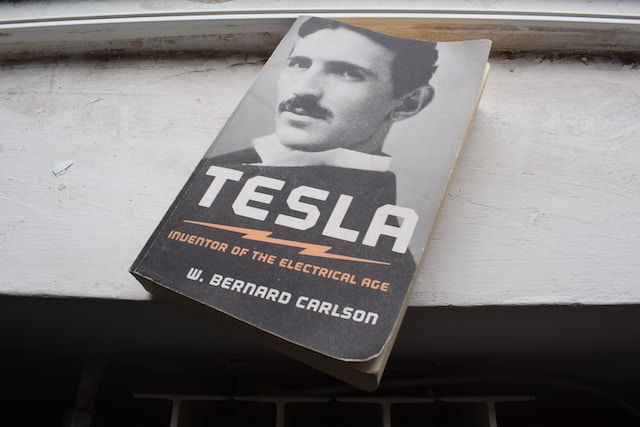 TESLA
INVENTOR OF THE ELECTRICAL AGE
W. BERNARD CARLSON